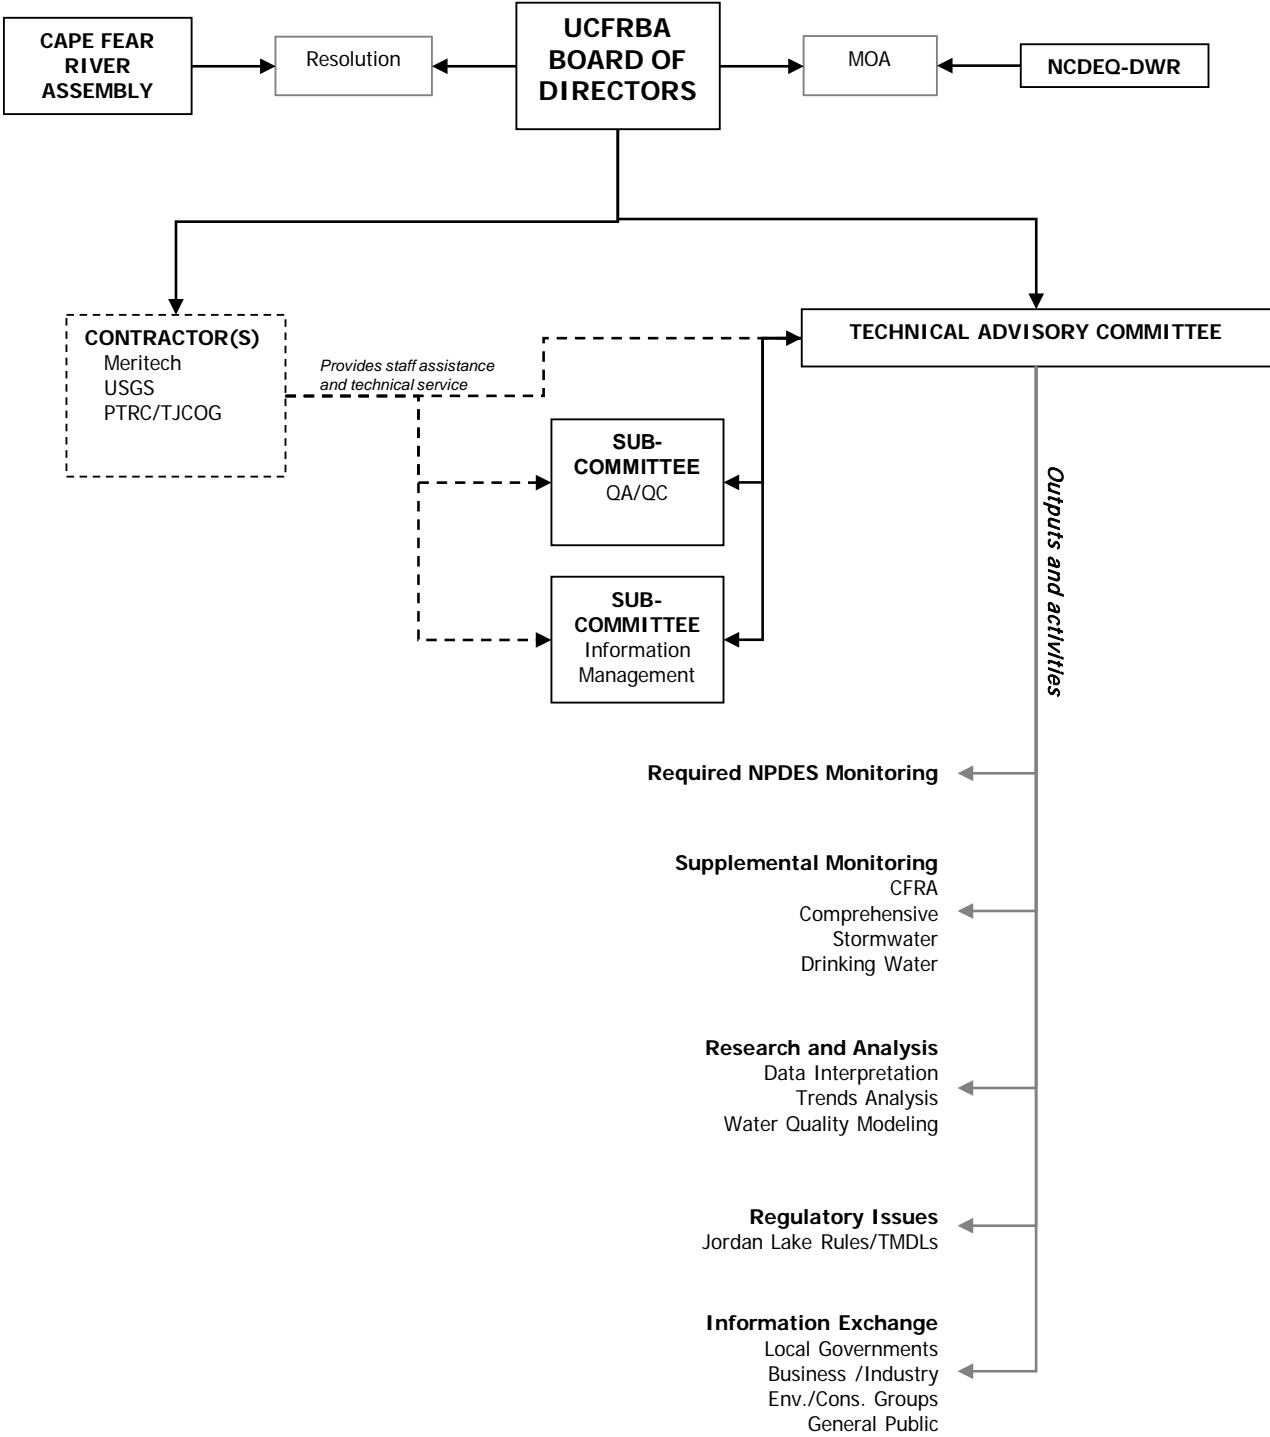 CAPE FEAR
RIVER
ASSEMBLY
Resolution
UCFRBA
BOARD OF
DIRECTORS
MOA
NCDEQ-DWR
CONTRACTOR(S)
Meritech
USGS
PTRC/TJCOG
Provides staff assistance
and technical service
TECHNICAL ADVISORY COMMITTEE
SUB-
COMMITTEE
QA/QC
SUB-
COMMITTEE
Information
Management
Outputs and activities
Required NPDES Monitoring
Supplemental Monitoring
CFRA
Comprehensive
Stormwater
Drinking Water
Research and Analysis
Data Interpretation
Trends Analysis
Water Quality Modeling
Regulatory Issues
Jordan Lake Rules/TMDLs
Information Exchange
Local Governments
Business /Industry
Env./Cons. Groups
General Public